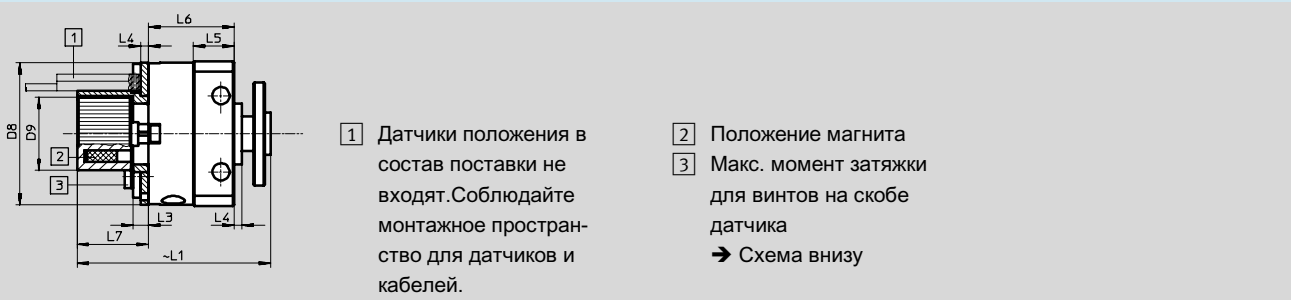 L6
1
L4
L5
D8
D9
2
3
L3
L4
L7
~L1
1 Датчики положения в
состав поставки не
входят.Соблюдайте
монтажное простран-
ство для датчиков и
кабелей.
2 Положение магнита
3 Макс. момент затяжки
для винтов на скобе
датчика
➔ Схема внизу